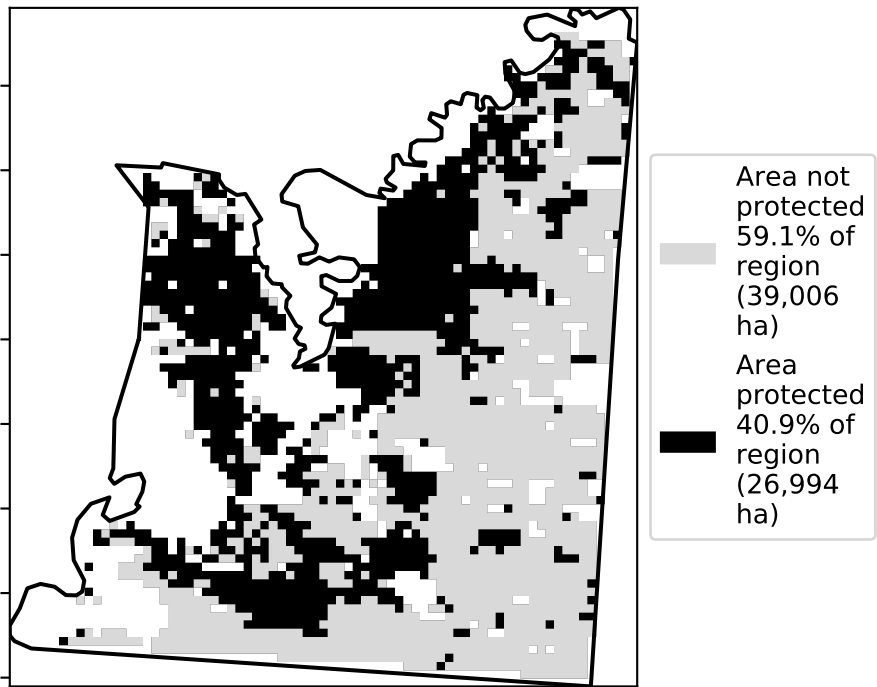 Area not
protected
59.1% of
region
(39,006
ha)
Area
protected
40.9% of
region
(26,994
ha)